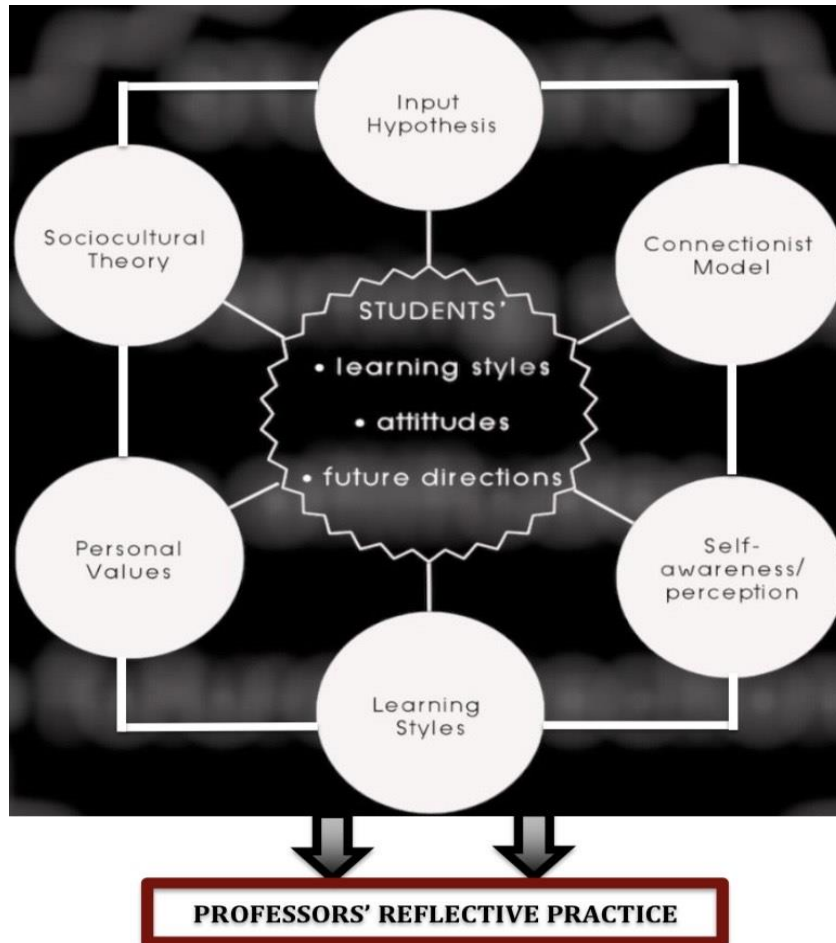 Input
Hypothesis
Sociocultural
Theory
Connectionist
Model
STUDENTS'
• learning styles
• attittudes
• future directions
Personal
Values
Self-
awareness/
perception
Learning
Styles
PROFESSORS' REFLECTIVE PRACTICE